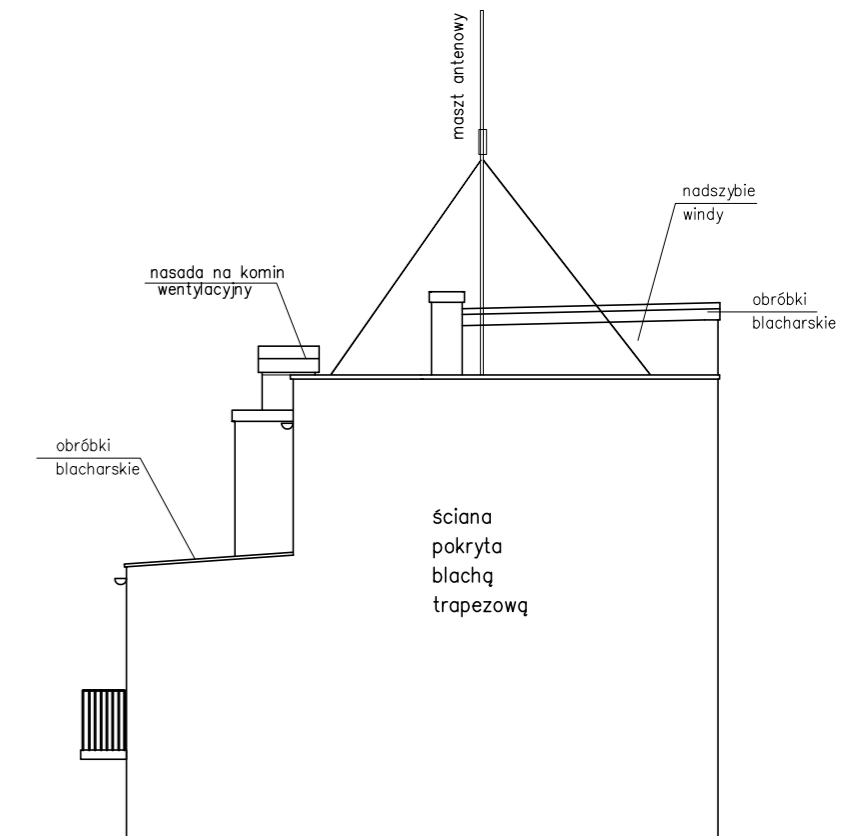 maszt antenowy
nadszybie
windy
nasada na komin
wentylacyjny
obróbki
blacharskie
obróbki
blacharskie
ściana
pokryta
blachą
trapezową